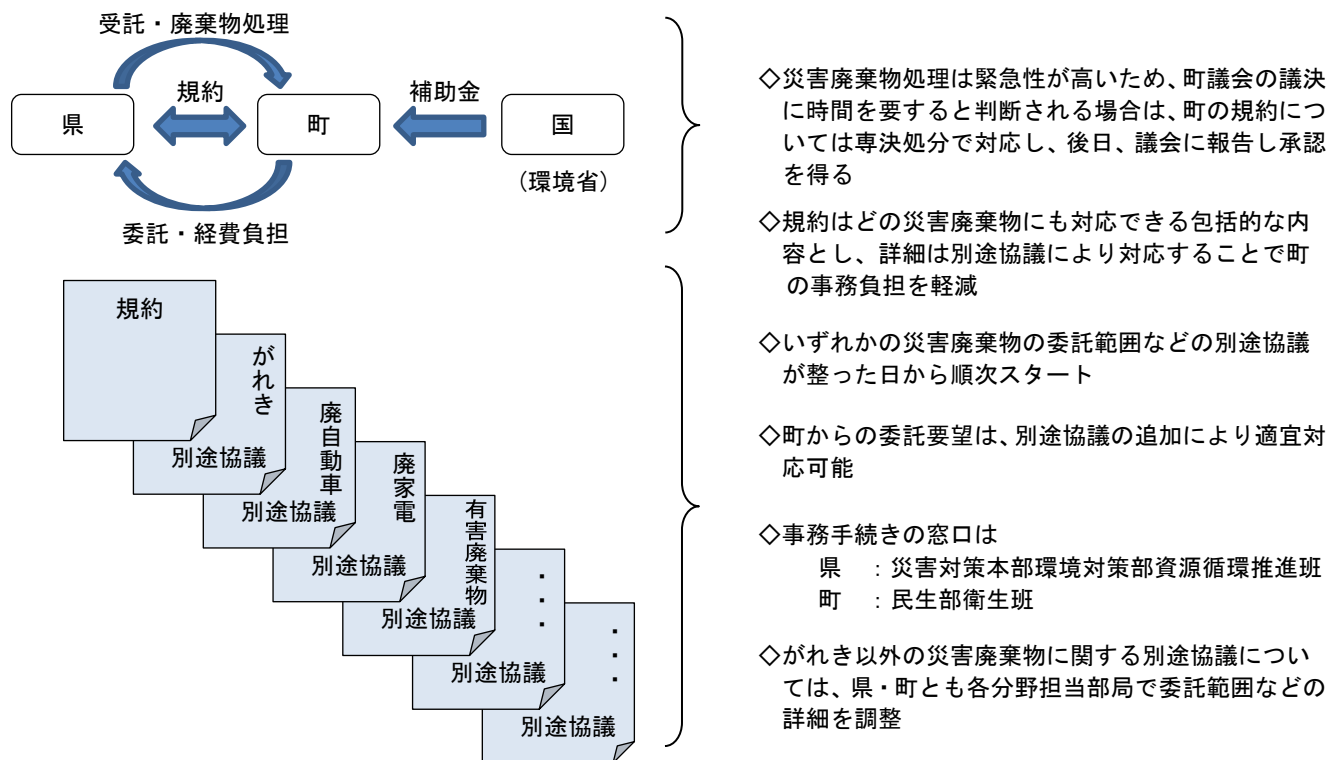 受託・廃棄物処理
規約
補助金
県
町
国
(環境省)
委託・経費負担
規約
がれき
別途協議
廃自動車
別途協議
廃家電
別途協議
有害廃棄物
別途協議
・・・
別途協議
・・・
別途協議
◇災害廃棄物処理は緊急性が高いため、町議会の議決
に時間を要すると判断される場合は、町の規約につ
いては専決処分で対応し、後日、議会に報告し承認
を得る
◇規約はどの災害廃棄物にも対応できる包括的な内
容とし、詳細は別途協議により対応することで町
の事務負担を軽減
◇いずれかの災害廃棄物の委託範囲などの別途協議
が整った日から順次スタート
◇町からの委託要望は、別途協議の追加により適宜対
応可能
◇事務手続きの窓口は
県 :災害対策本部環境対策部資源循環推進班
町 :民生部衛生班
◇がれき以外の災害廃棄物に関する別途協議につい
ては、県・町とも各分野担当部局で委託範囲などの
詳細を調整